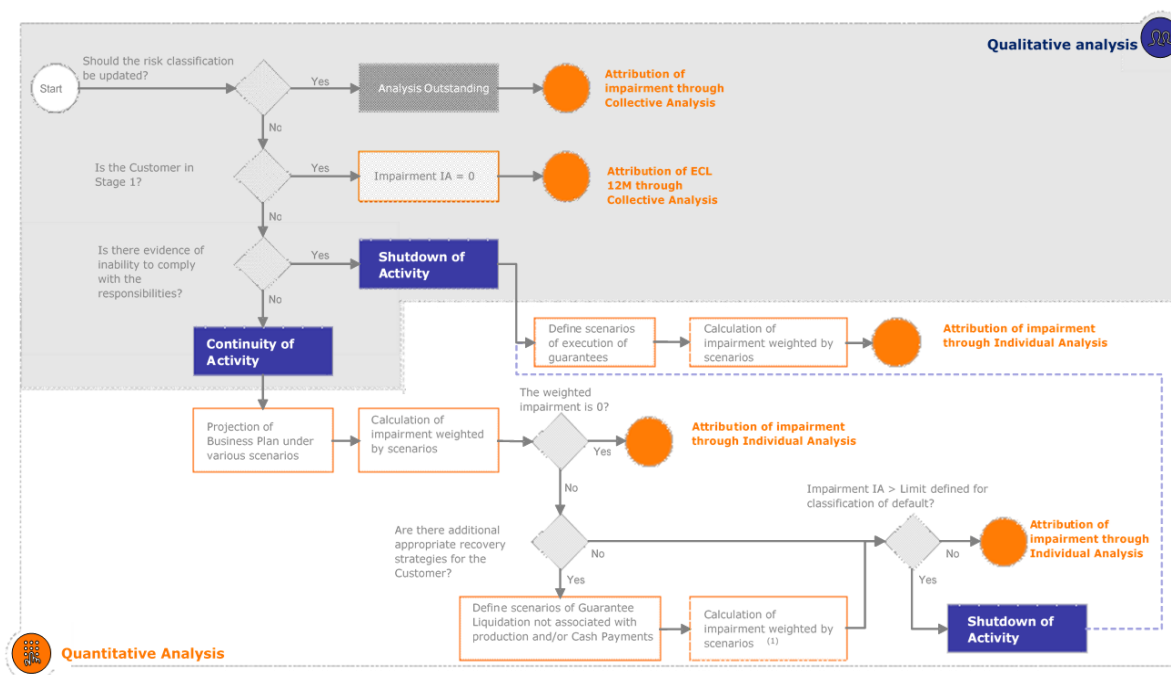 Qualitative analysis
Should the risk classification
be updated?
Start
Yes
Analysis Outstanding
Attribution of
impairment through
Collective Analysis
No
Is the Customer in
Stage 1?
Yes
Impairment IA = 0
Attribution of ECL
12M through
Collective Analysis
No
Is there evidence of
inability to comply
with the
responsibilities?
Yes
Shutdown of
Activity
No
Continuity of
Activity
Define scenarios
of execution of
guarantees
Calculation of
impairment weighted by
scenarios
Attribution of impairment
through Individual Analysis
Projection of
Business Plan under
various scenarios
Calculation of
impairment weighted
by scenarios
The weighted
impairment is 0?
Yes
Attribution of impairment
through Individual Analysis
No
Are there additional
appropriate recovery
strategies for the
Customer?
No
Yes
Define scenarios of Guarantee
Liquidation not associated with
production and/or Cash Payments
Calculation of
impairment weighted by
scenarios (1)
Impairment IA > Limit defined for
classification of default?
No
Attribution of
impairment through
Individual Analysis
Yes
Shutdown of
Activity
Quantitative Analysis